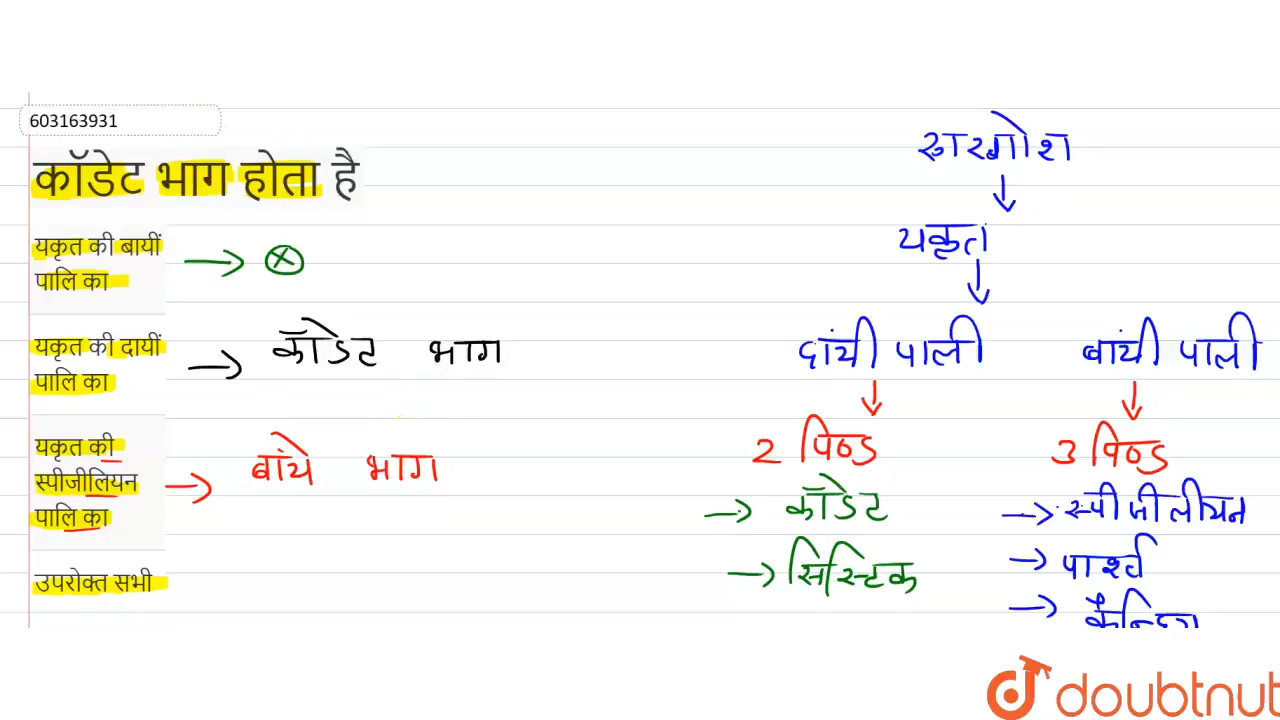 603163931
कॉडेट भाग होता है
यकृत की बायीं
पालि का
यकृत की दायीं
पालि का
कॉडेट भाग
यकृत की
स्पीजीलियन
पालि का
बांये भाग
उपरोक्त सभी
खरगोश
यकृत
दांयी पाली
बांयी पाली
2 पिण्ड
3 पिण्ड
कॉडेट
स्पीजीलीयन
सिस्टिक
पार्श्व
doubtnut